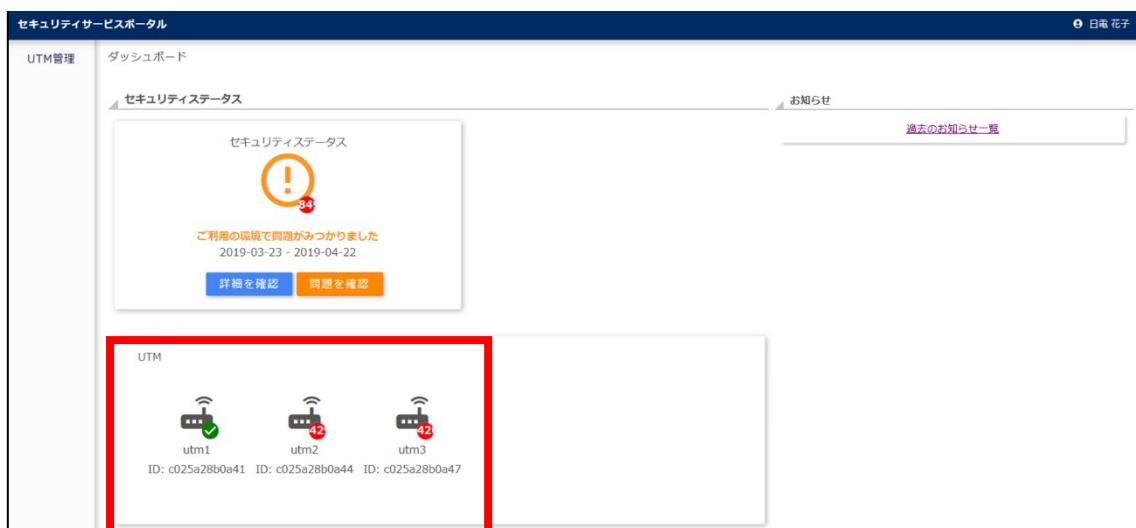 セキュリティサービスポータル
日電 花子
UTM管理
ダッシュボード
セキュリティステータス
お知らせ
過去のお知らせ一覧
セキュリティステータス
84
ご利用の環境で問題がみつかりました
2019-03-23 - 2019-04-22
詳細を確認 問題を確認
UTM
42 42
utm1 utm2 utm3
ID: c025a28b0a41 ID: c025a28b0a44 ID: c025a28b0a47